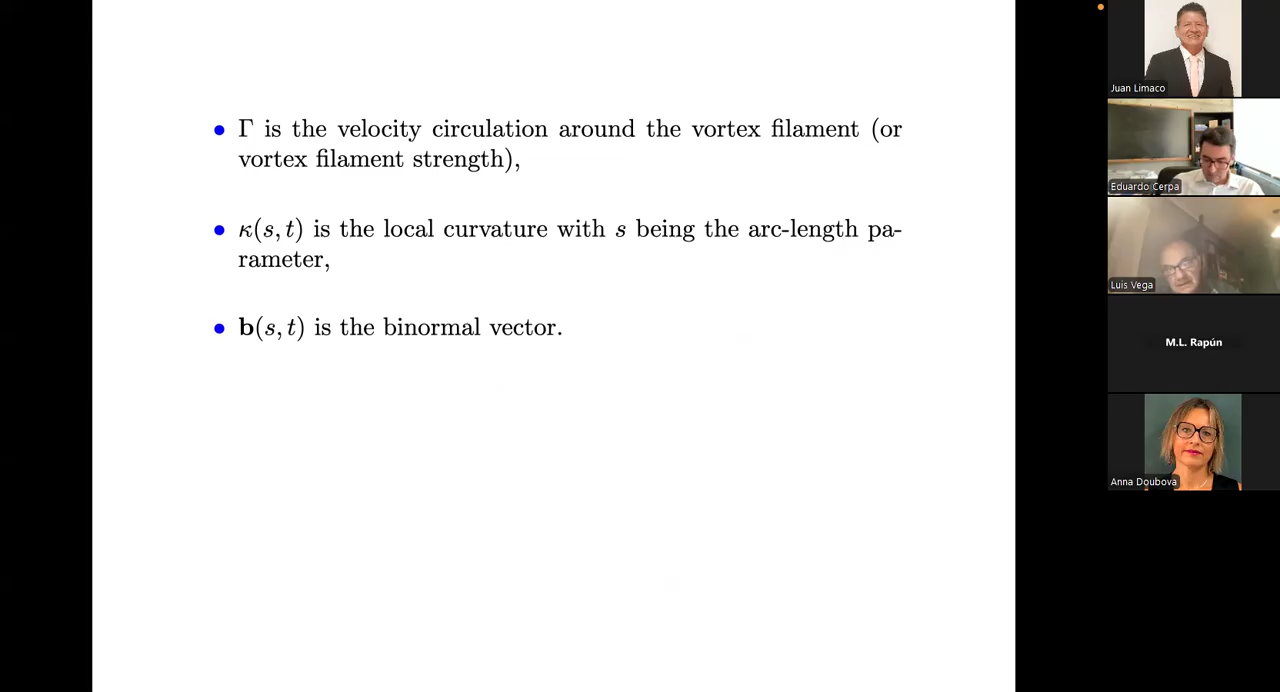 • Γ is the velocity circulation around the vortex filament (or
vortex filament strength),
• κ(s, t) is the local curvature with s being the arc-length pa-
rameter,
• b(s, t) is the binormal vector.
Juan Limaco
Eduardo Cerpa
Luis Vega
M.L. Rapún
Anna Doubova